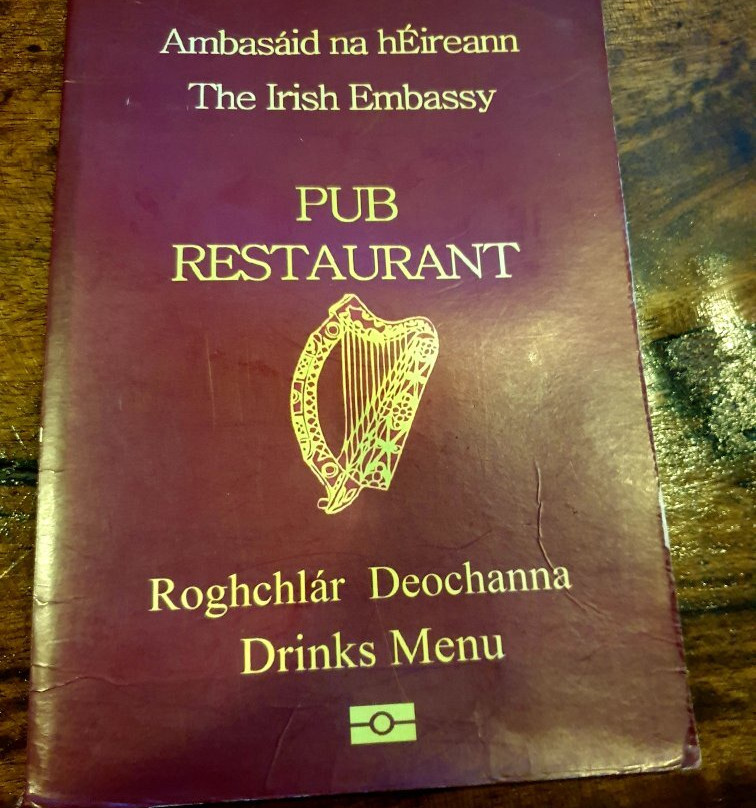 Ambasáid na hÉireann
The Irish Embassy
PUB
RESTAURANT
Roghchlár Deochanna
Drinks Menu